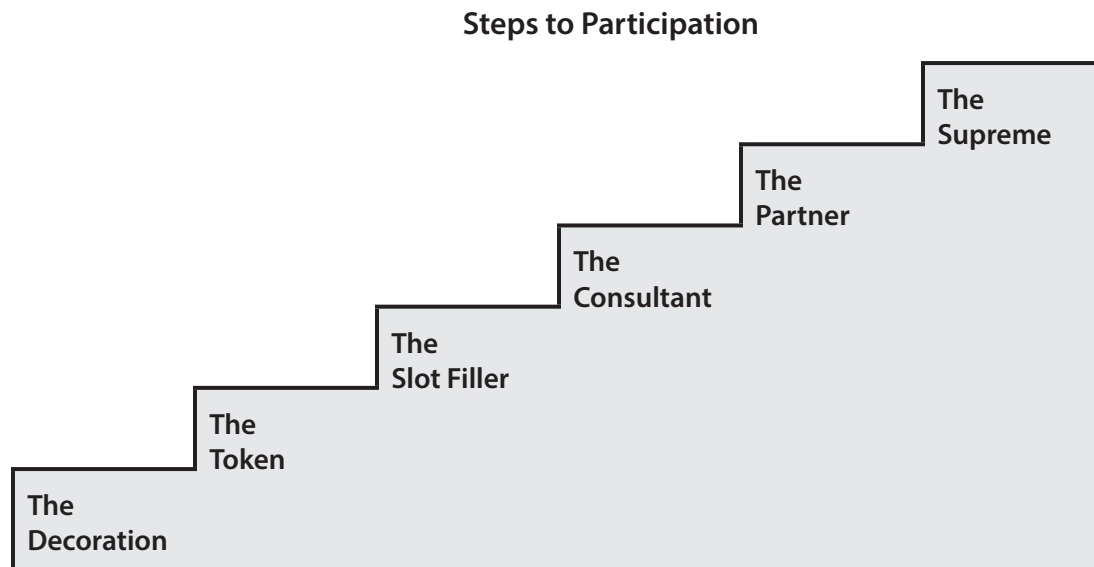 Steps to Participation
The
Supreme
The
Partner
The
Consultant
The
Slot Filler
The
Token
The
Decoration